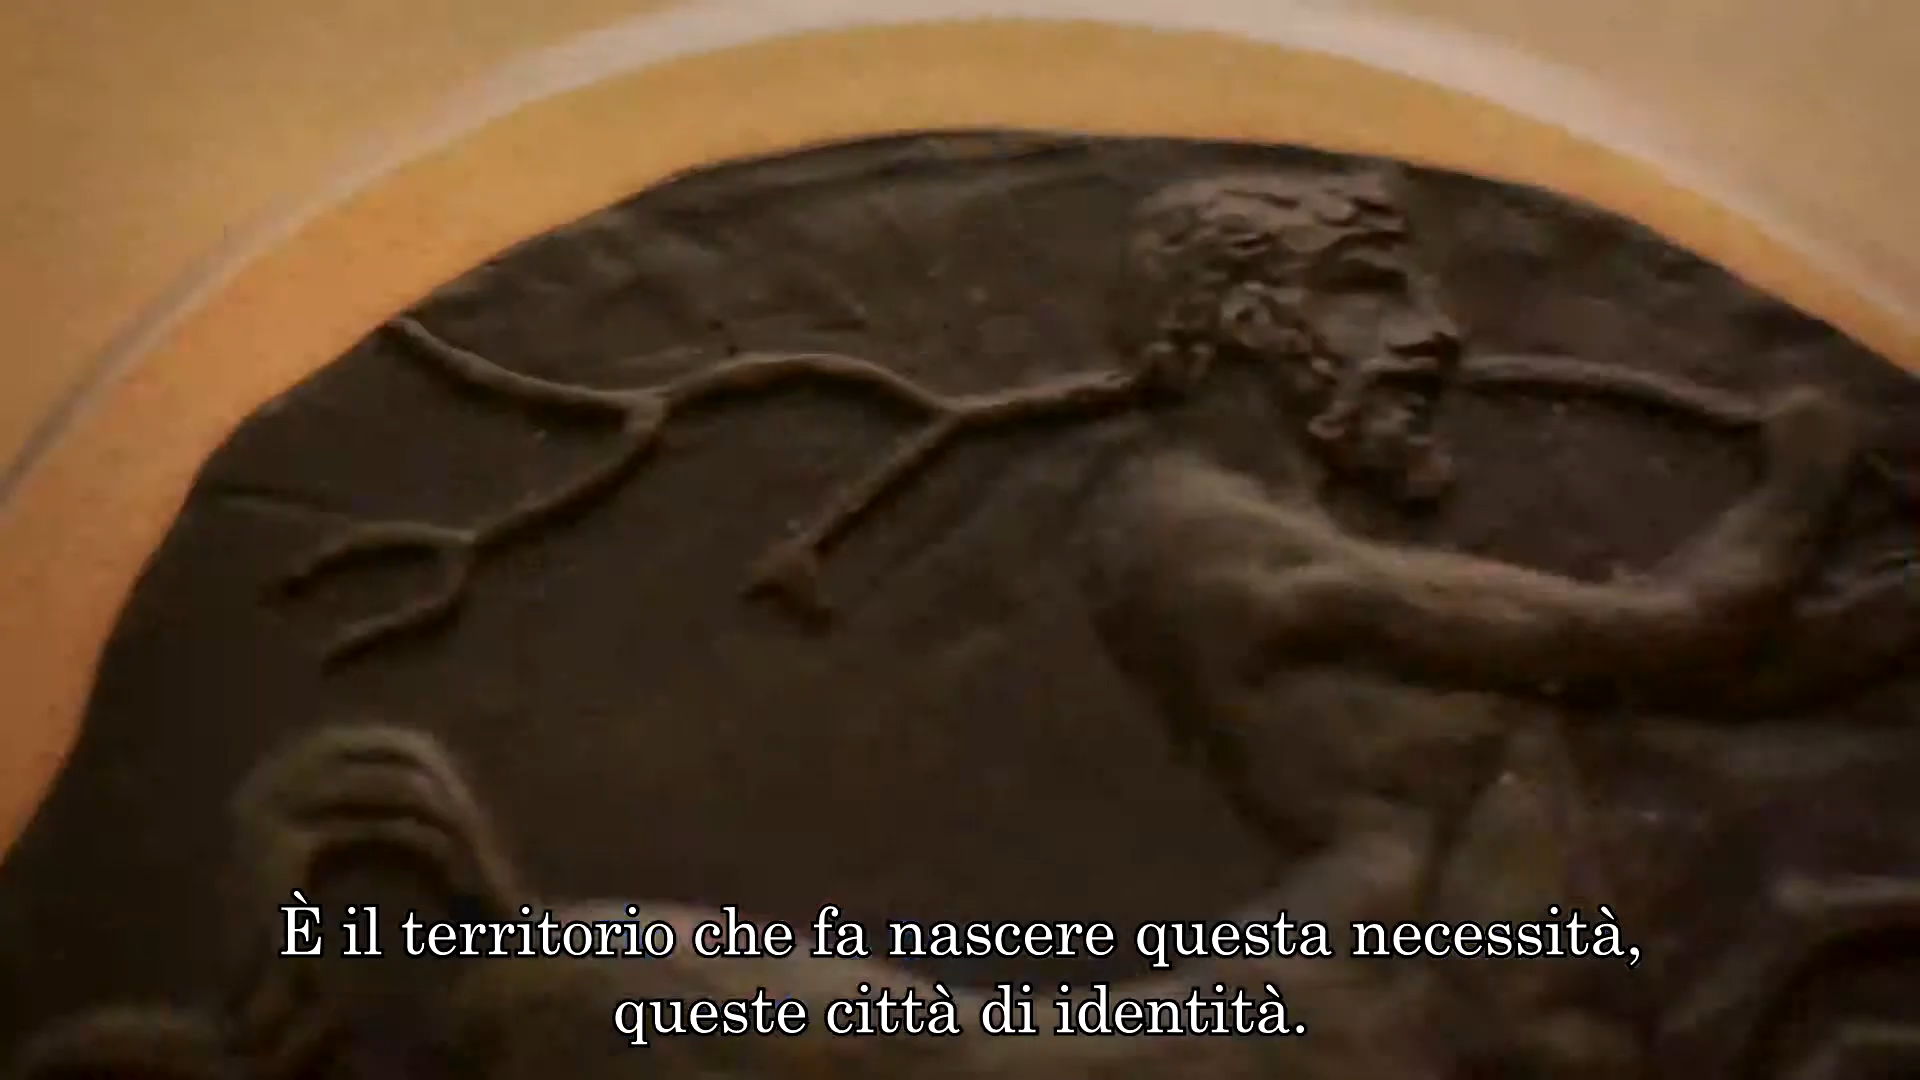 È il territorio che fa nascere questa necessità,
queste città di identità.